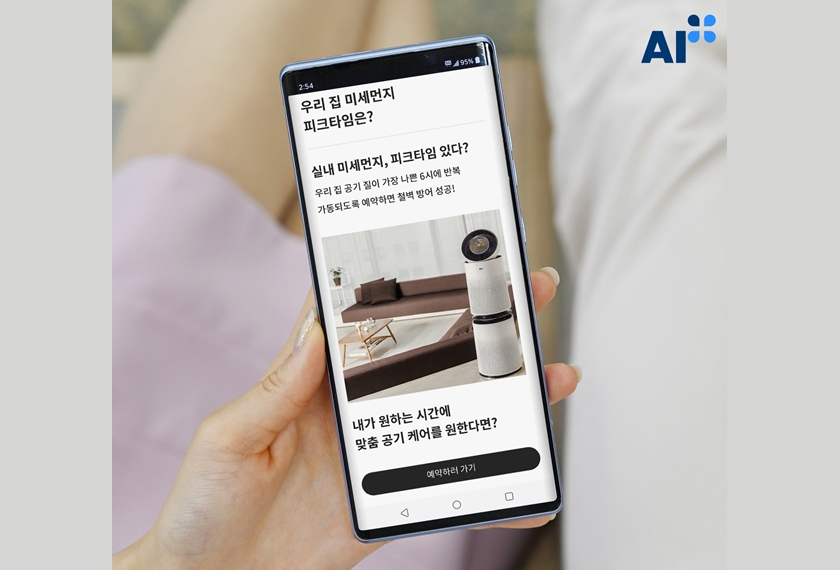 AI
2:54
95%
우리 집 미세먼지
피크타임은?
실내 미세먼지, 피크타임 있다?
우리 집 공기 질이 가장 나쁜 6시에 반복
가동되도록 예약하면 철벽 방어 성공!
내가 원하는 시간에
맞춤 공기 케어를 원한다면?
예약하러 가기